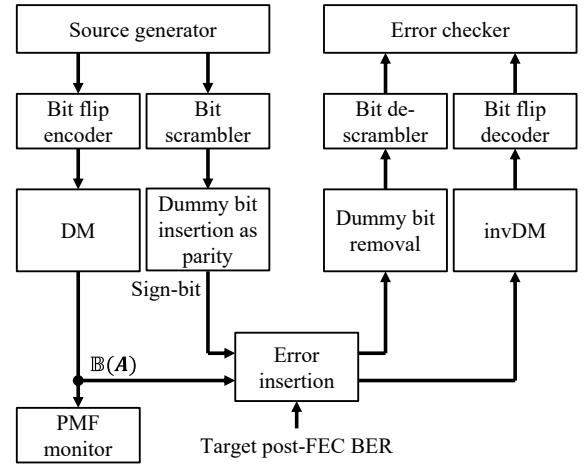 Source generator
Error checker
Bit flip
encoder
Bit
scrambler
Bit de-
scrambler
Bit flip
decoder
DM
Dummy bit
insertion as
parity
Dummy bit
removal
invDM
Sign-bit
𝔹(𝑨)
Error
insertion
PMF
monitor
Target post-FEC BER